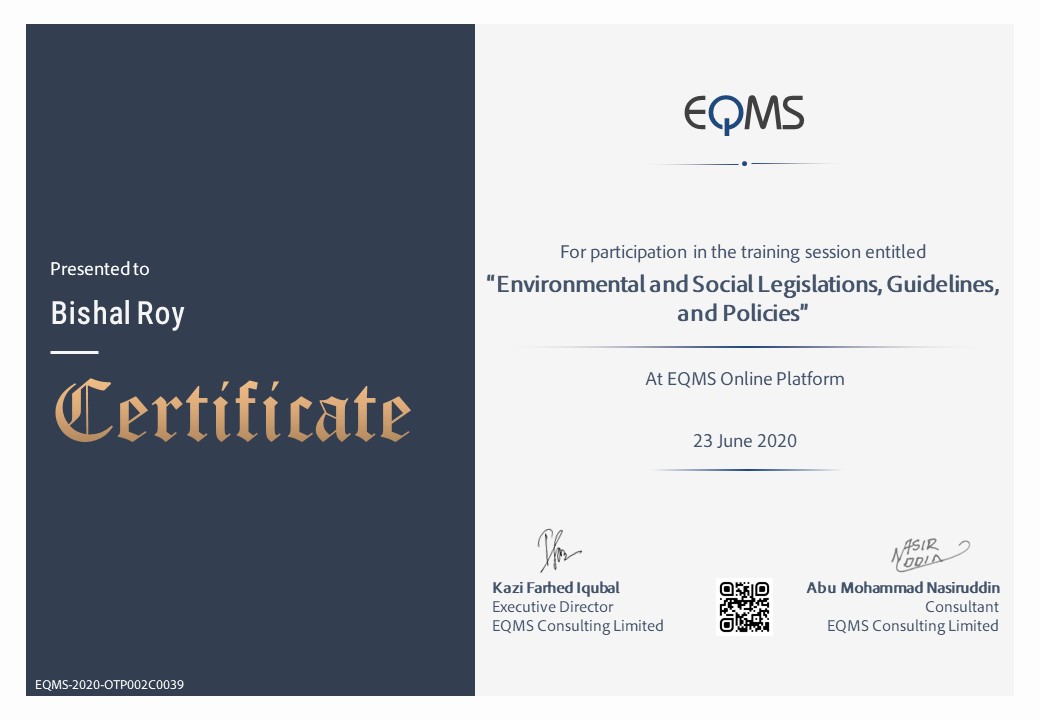 Presented to
Bishal Roy
Certificate
EQMS-2020-OTP002C0039
EQMS
For participation in the training session entitled
"Environmental and Social Legislations, Guidelines,
and Policies"
At EQMS Online Platform
23 June 2020
NASIR
UDDIN
Kazi Farhed Iqubal
Executive Director
EQMS Consulting Limited
Abu Mohammad Nasiruddin
Consultant
EQMS Consulting Limited